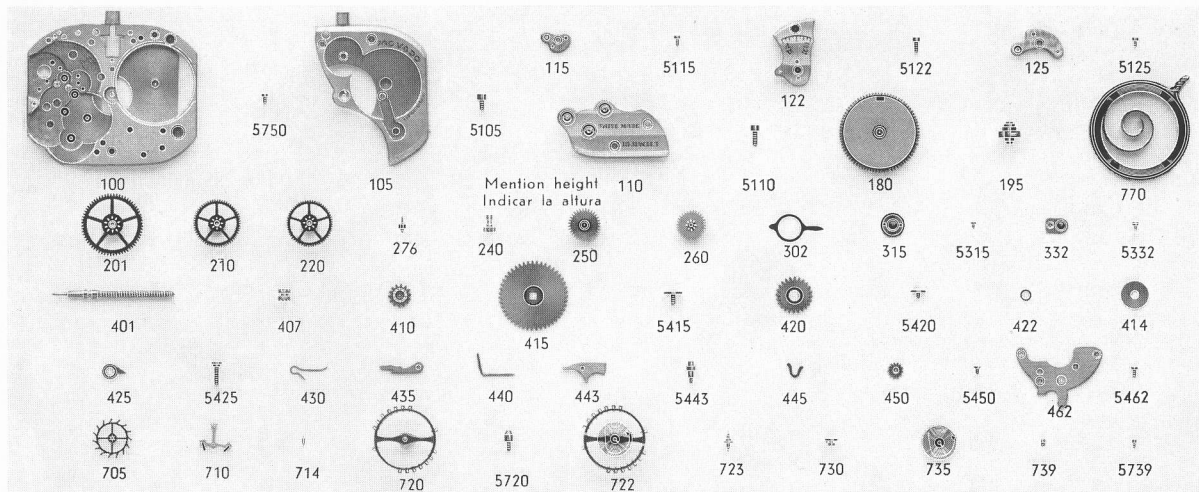 MOVADO
SWISS MADE
115 5115 122 5122 125 5125
100 5750 105 5105 110 5110 180 195 770
Mention height
Indicar la altura
201 210 220 276 240 250 260 302 315 5315 332 5332
401 407 410 415 5415 420 5420 422 414
425 5425 430 435 440 443 5443 445 450 5450 462 5462
705 710 714 720 5720 722 723 730 735 739 5739